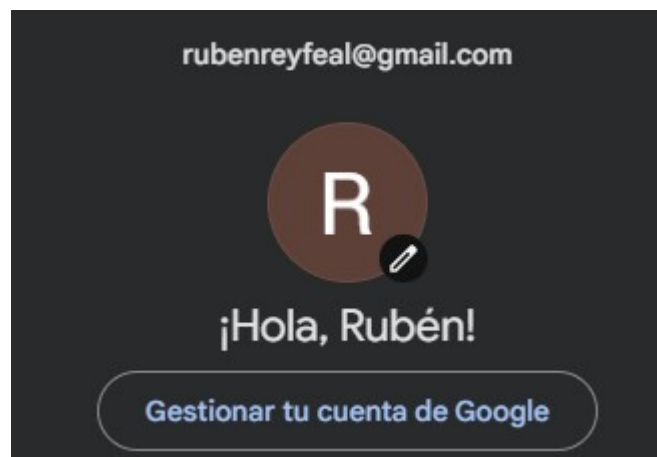 rubenreyfeal@gmail.com
R
¡Hola, Rubén!
Gestionar tu cuenta de Google